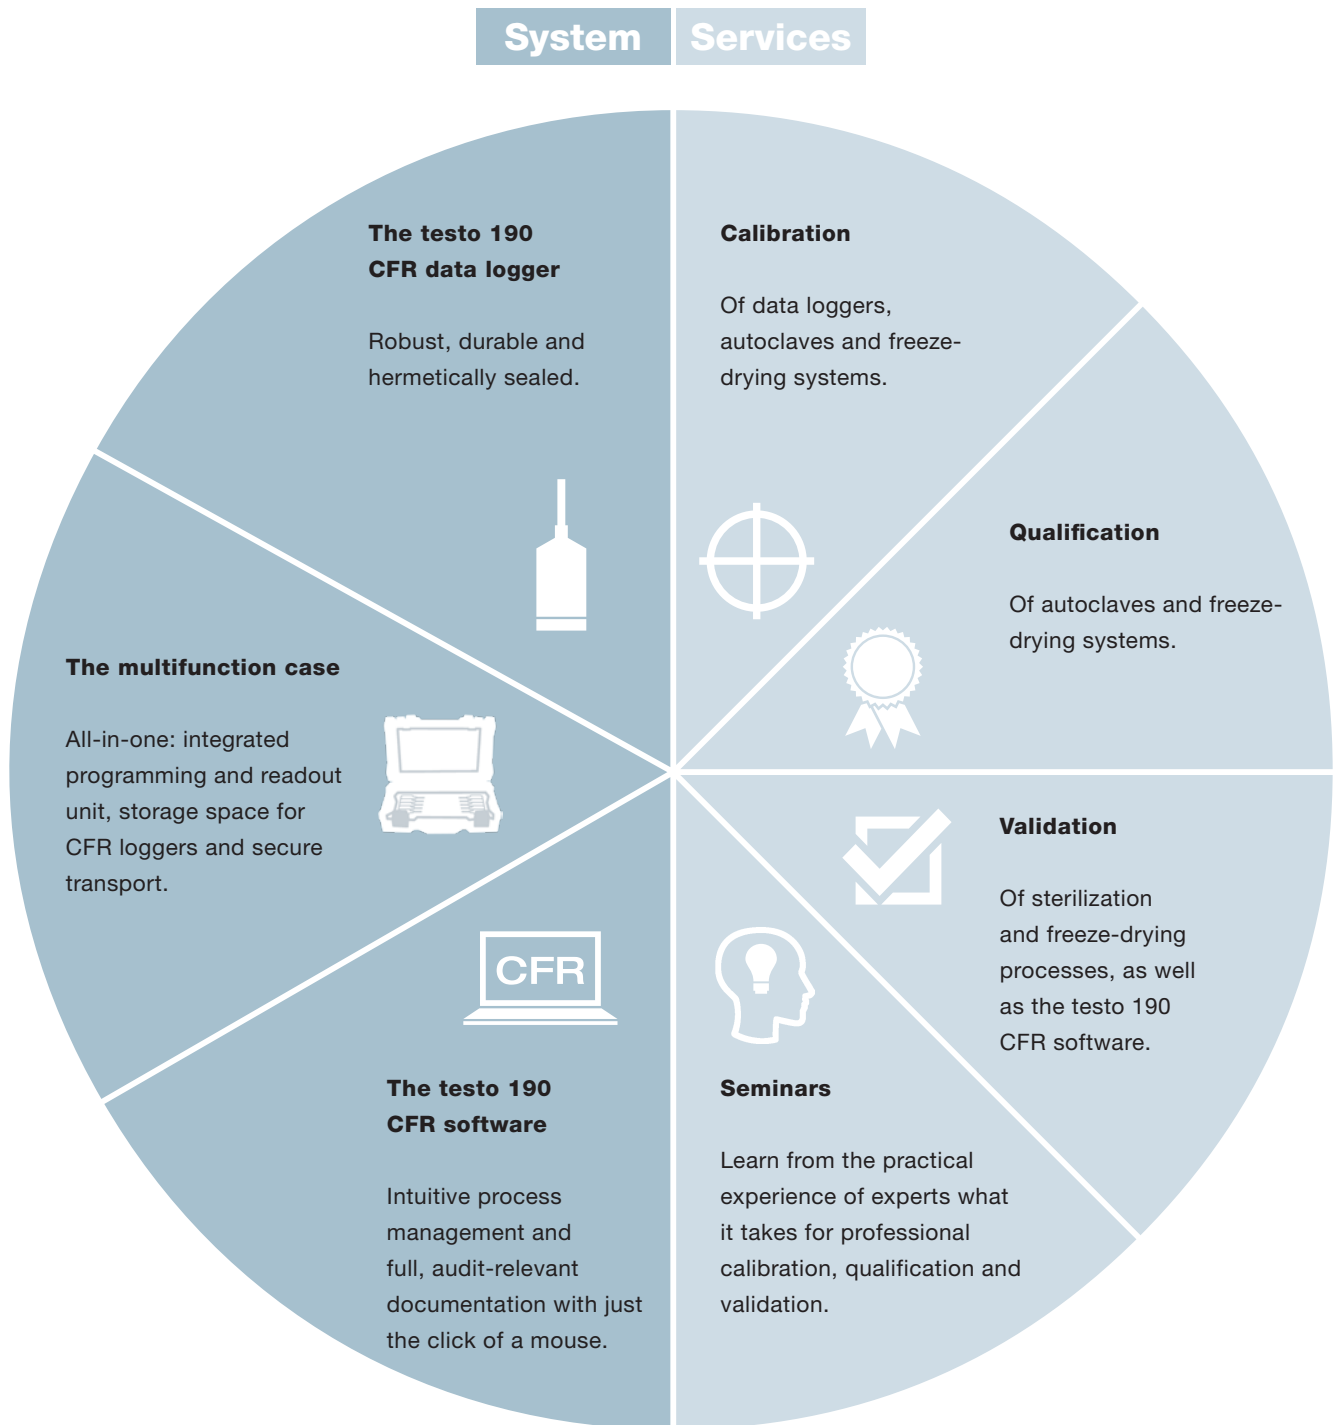 System Services
The testo 190
CFR data logger
Robust, durable and
hermetically sealed.
The multifunction case
All-in-one: integrated
programming and readout
unit, storage space for
CFR loggers and secure
transport.
CFR
The testo 190
CFR software
Intuitive process
management and
full, audit-relevant
documentation with just
the click of a mouse.
Calibration
Of data loggers,
autoclaves and freeze-
drying systems.
Qualification
Of autoclaves and freeze-
drying systems.
Validation
Of sterilization
and freeze-drying
processes, as well
as the testo 190
CFR software.
Seminars
Learn from the practical
experience of experts what
it takes for professional
calibration, qualification and
validation.